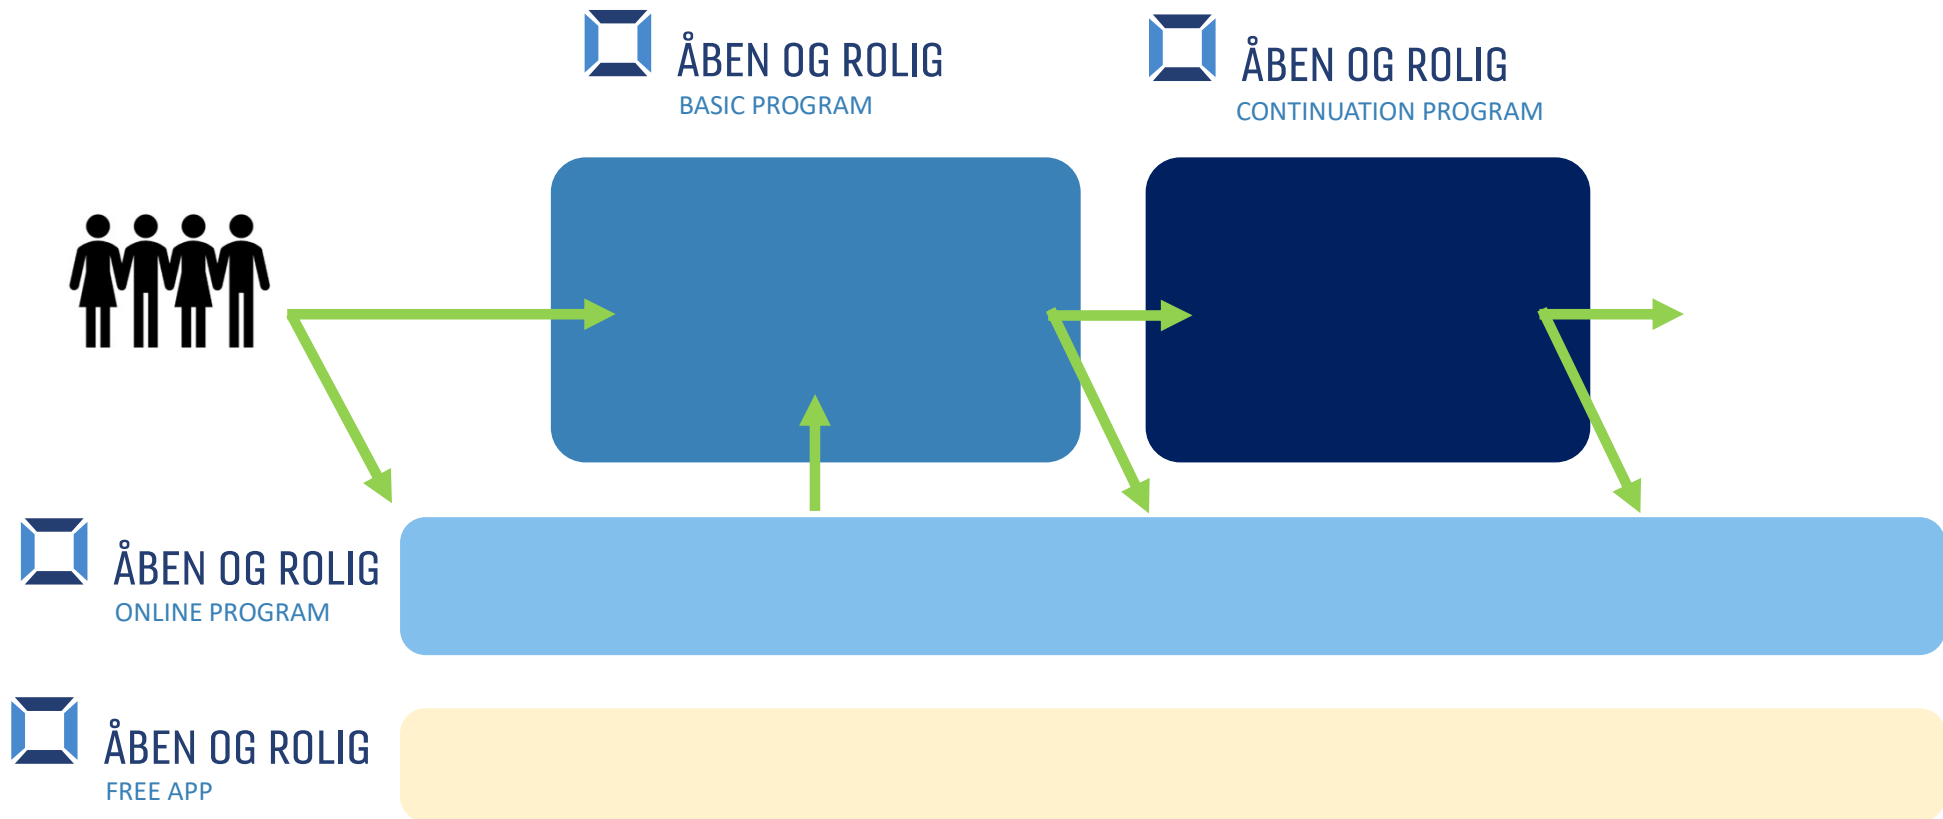 ÅBEN OG ROLIG
BASIC PROGRAM
ÅBEN OG ROLIG
CONTINUATION PROGRAM
ÅBEN OG ROLIG
ONLINE PROGRAM
ÅBEN OG ROLIG
FREE APP